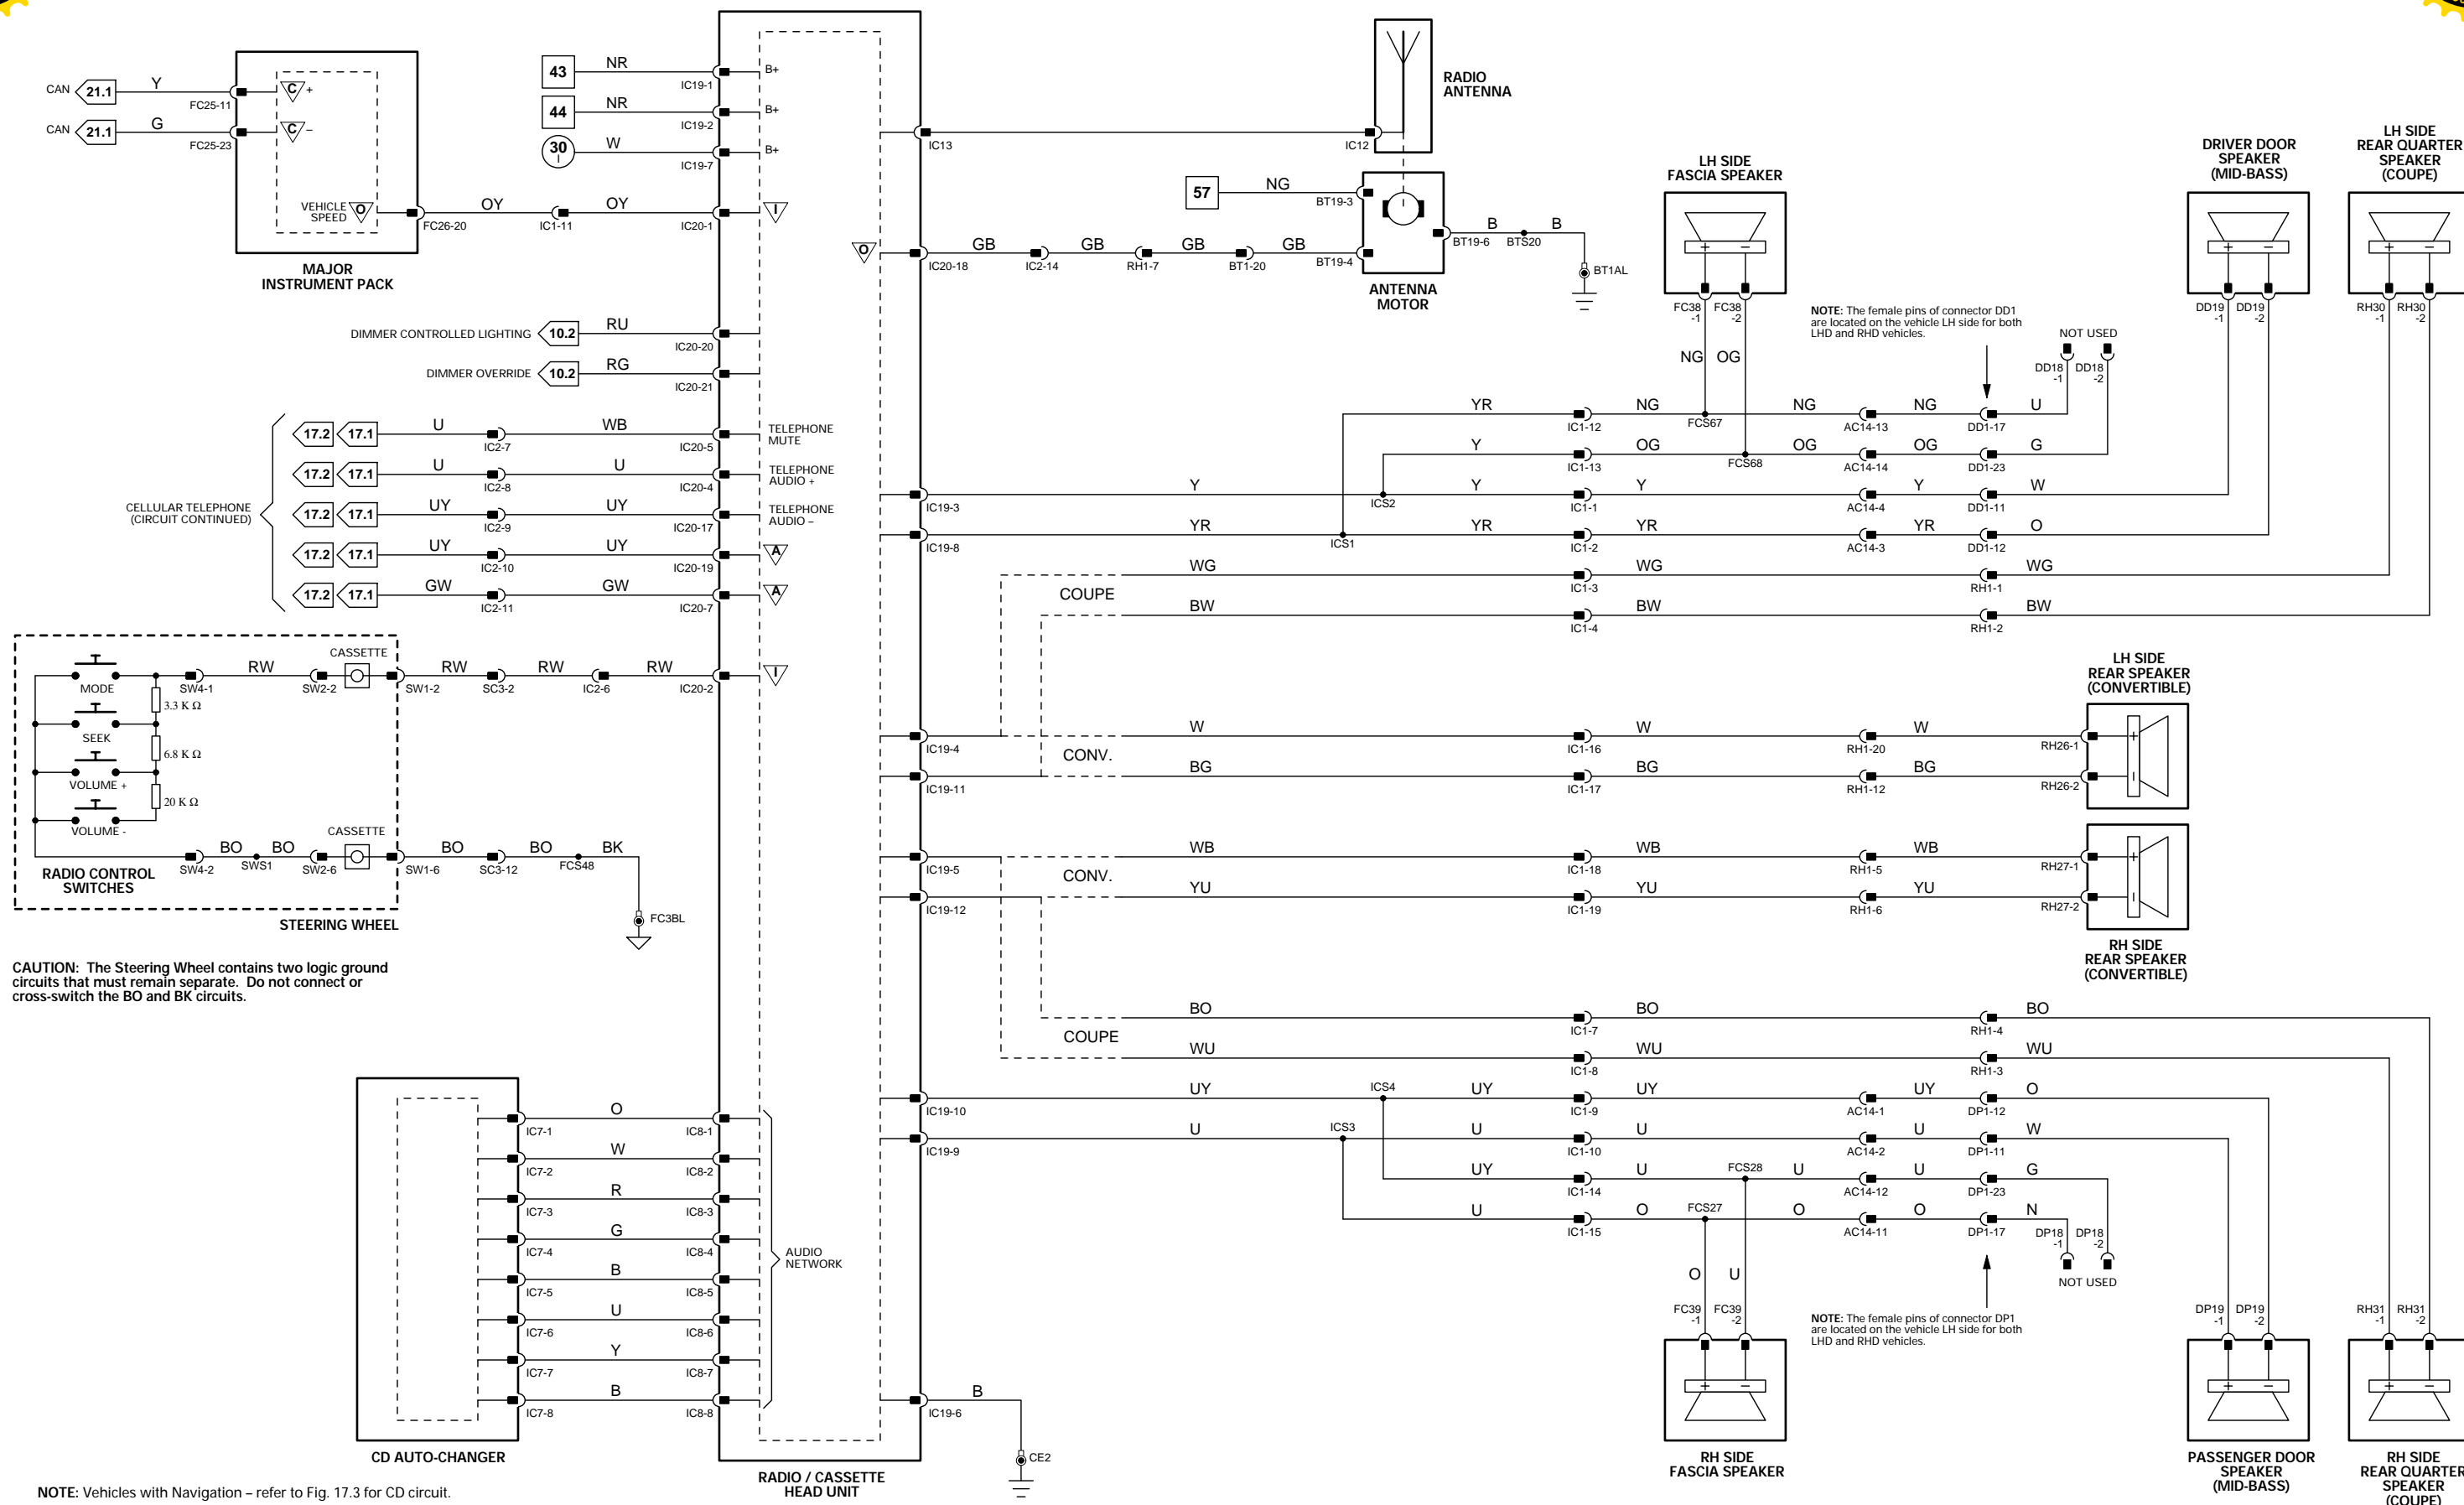 CAN 21.1 Y FC25-11 C +
CAN 21.1 G FC25-23 C –
VEHICLE
SPEED O FC26-20 OY IC1-11 OY IC20-1 I
MAJOR
INSTRUMENT PACK
43 NR IC19-1 B+
44 NR IC19-2 B+
30 I W IC19-7 B+
DIMMER CONTROLLED LIGHTING 10.2 RU IC20-20
DIMMER OVERRIDE 10.2 RG IC20-21
CELLULAR TELEPHONE
(CIRCUIT CONTINUED)
17.2 17.1 U IC2-7 WB IC20-5 TELEPHONE
MUTE
17.2 17.1 U IC2-8 U IC20-4 TELEPHONE
AUDIO +
17.2 17.1 UY IC2-9 UY IC20-17 TELEPHONE
AUDIO –
17.2 17.1 UY IC2-10 UY IC20-19 A
17.2 17.1 GW IC2-11 GW IC20-7 A
CASSETTE
MODE SW4-1 RW SW2-2 SW1-2 RW SC3-2 RW IC2-6 RW IC20-2 I
3.3 K Ω
SEEK
6.8 K Ω
VOLUME +
20 K Ω
VOLUME -
CASSETTE
SW4-2 BO SWS1 BO SW2-6 SW1-6 BO SC3-12 BO FCS48 BK
FC3BL
RADIO CONTROL
SWITCHES
STEERING WHEEL
CAUTION: The Steering Wheel contains two logic ground
circuits that must remain separate. Do not connect or
cross-switch the BO and BK circuits.
IC7-1 O IC8-1
IC7-2 W IC8-2
IC7-3 R IC8-3
IC7-4 G IC8-4
IC7-5 B IC8-5
IC7-6 U IC8-6
IC7-7 Y IC8-7
IC7-8 B IC8-8
AUDIO
NETWORK
CD AUTO-CHANGER
RADIO / CASSETTE
HEAD UNIT
NOTE: Vehicles with Navigation – refer to Fig. 17.3 for CD circuit.
IC13 IC12
RADIO
ANTENNA
57 NG BT19-3
O IC20-18 GB IC2-14 GB RH1-7 GB BT1-20 GB BT19-4
BT19-6 B BTS20 B
BT1AL
ANTENNA
MOTOR
LH SIDE
FASCIA SPEAKER
+ –
FC38
-1
FC38
-2
NG OG
NOTE: The female pins of connector DD1
are located on the vehicle LH side for both
LHD and RHD vehicles.
NOT USED
DD18
-1
DD18
-2
DRIVER DOOR
SPEAKER
(MID-BASS)
+ –
DD19
-1
DD19
-2
LH SIDE
REAR QUARTER
SPEAKER
(COUPE)
+ –
RH30
-1
RH30
-2
YR IC1-12 NG FCS67 NG AC14-13 NG DD1-17 U
Y IC1-13 OG FCS68 OG AC14-14 OG DD1-23 G
IC19-3 Y ICS2 Y IC1-1 Y AC14-4 Y DD1-11 W
IC19-8 YR ICS1 YR IC1-2 YR AC14-3 YR DD1-12 O
WG IC1-3 WG RH1-1 WG
COUPE
BW IC1-4 BW RH1-2 BW
LH SIDE
REAR SPEAKER
(CONVERTIBLE)
IC19-4 W IC1-16 W RH1-20 W RH26-1 +
CONV.
IC19-11 BG IC1-17 BG RH1-12 BG RH26-2 –
IC19-5 WB IC1-18 WB RH1-5 WB RH27-1 +
CONV.
IC19-12 YU IC1-19 YU RH1-6 YU RH27-2 –
RH SIDE
REAR SPEAKER
(CONVERTIBLE)
BO IC1-7 BO RH1-4 BO
COUPE
WU IC1-8 WU RH1-3 WU
IC19-10 UY ICS4 UY IC1-9 UY AC14-1 UY DP1-12 O
IC19-9 U ICS3 U IC1-10 U AC14-2 U DP1-11 W
UY IC1-14 U FCS28 U AC14-12 U DP1-23 G
U IC1-15 O FCS27 O AC14-11 O DP1-17 N
DP18
-1
DP18
-2
NOT USED
O U
FC39
-1
FC39
-2
+ –
RH SIDE
FASCIA SPEAKER
NOTE: The female pins of connector DP1
are located on the vehicle LH side for both
LHD and RHD vehicles.
DP19
-1
DP19
-2
+ –
PASSENGER DOOR
SPEAKER
(MID-BASS)
RH31
-1
RH31
-2
+ –
RH SIDE
REAR QUARTER
SPEAKER
(COUPE)
IC19-6 B
CE2